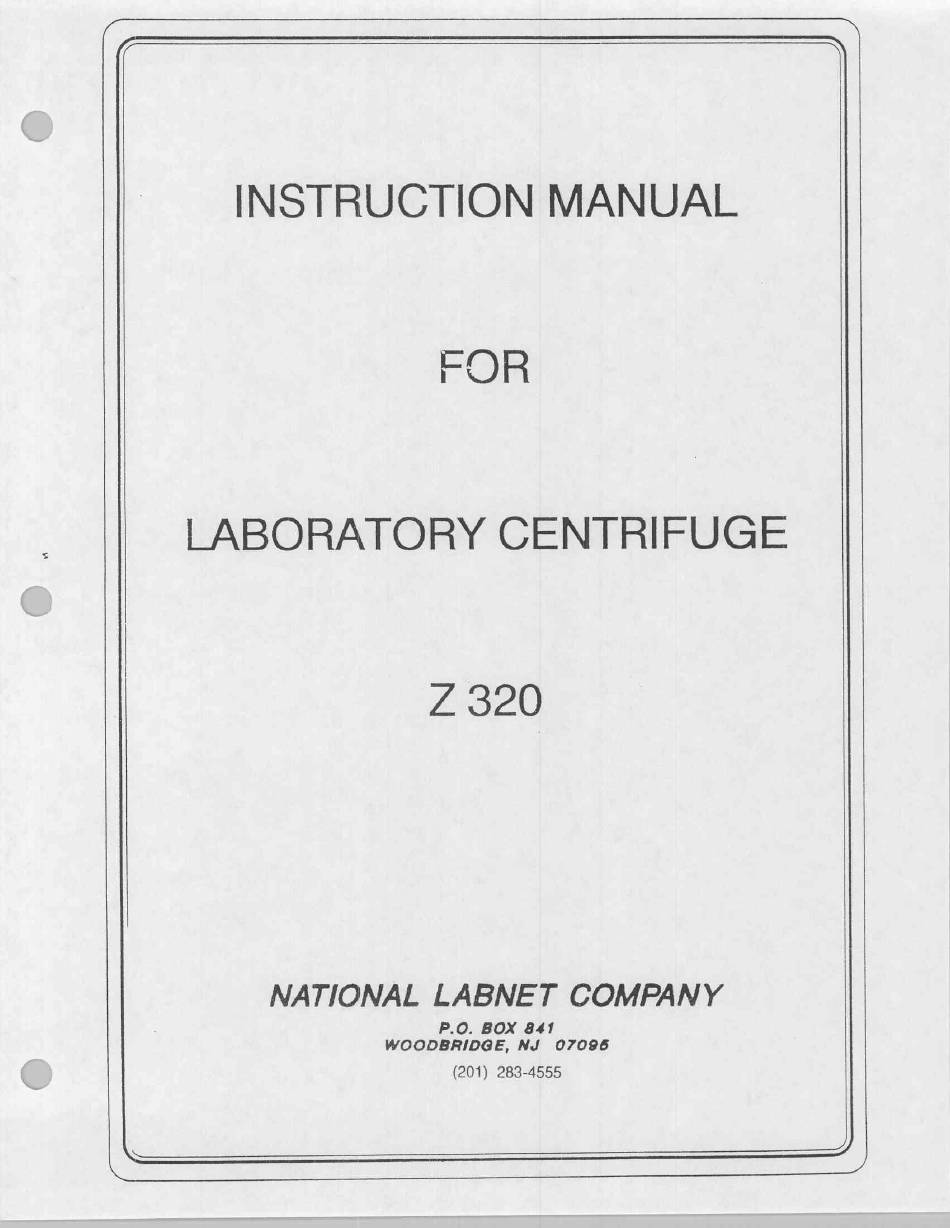 INSTRUCTION MANUAL
FOR
LABORATORY CENTRIFUGE
Z 320
NATIONAL LABNET COMPANY
P.O. BOX 841
WOODBRIDGE, NJ 07095
(201) 283-4555